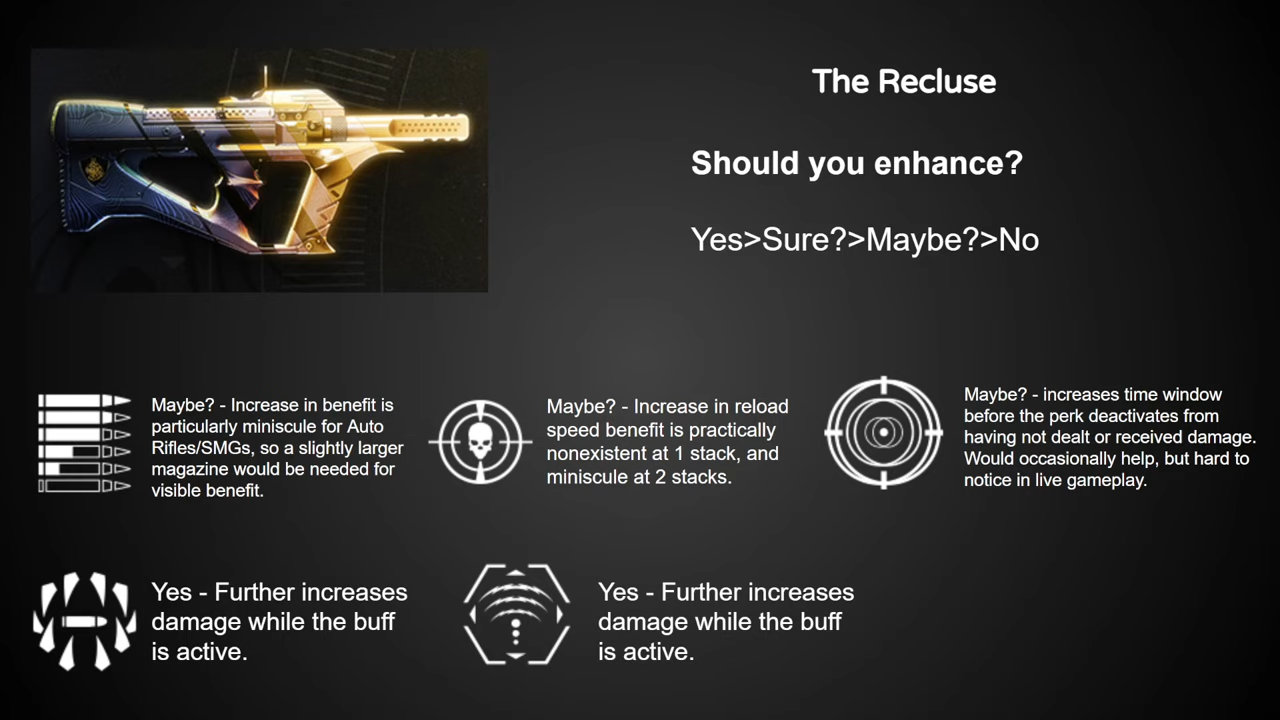 The Recluse
Should you enhance?
Yes>Sure?>Maybe?>No
Maybe? - Increase in benefit is
particularly miniscule for Auto
Rifles/SMGs, so a slightly larger
magazine would be needed for
visible benefit.
Maybe? - Increase in reload
speed benefit is practically
nonexistent at 1 stack, and
miniscule at 2 stacks.
Maybe? - increases time window
before the perk deactivates from
having not dealt or received damage.
Would occasionally help, but hard to
notice in live gameplay.
Yes - Further increases
damage while the buff
is active.
Yes - Further increases
damage while the buff
is active.